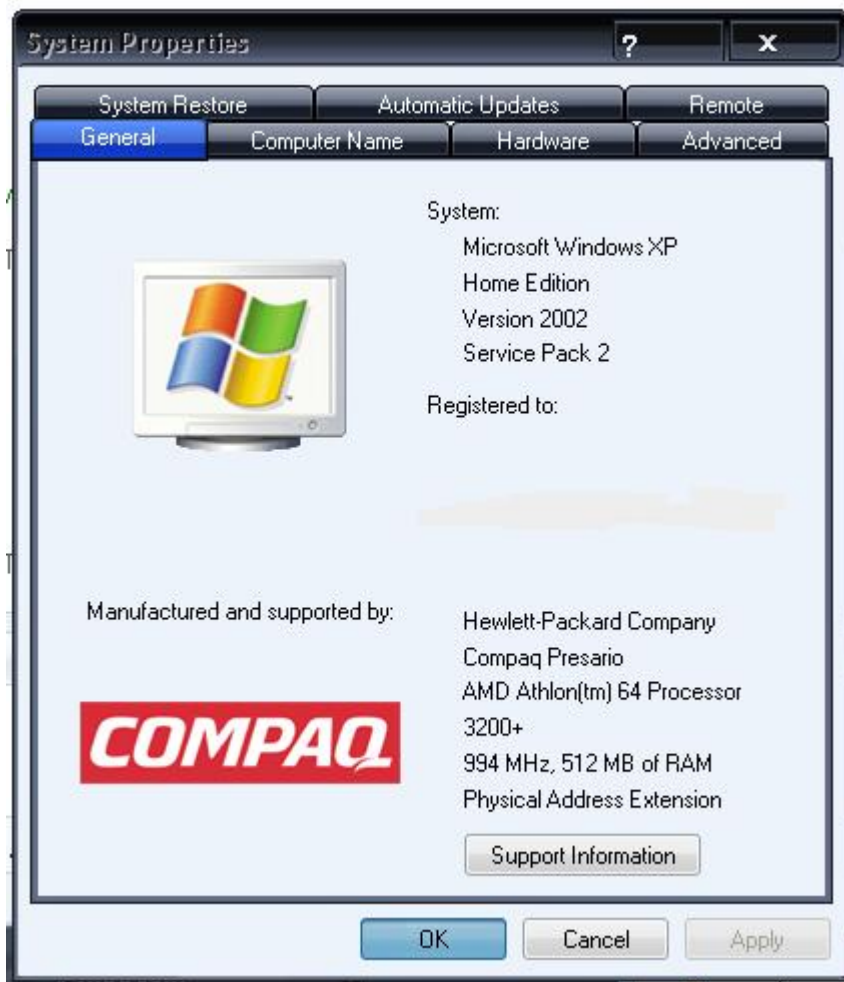 System Properties
? X
System Restore Automatic Updates Remote
General Computer Name Hardware Advanced
System:
Microsoft Windows XP
Home Edition
Version 2002
Service Pack 2
Registered to:
Manufactured and supported by:
COMPAQ
Hewlett-Packard Company
Compaq Presario
AMD Athlon(tm) 64 Processor
3200+
994 MHz, 512 MB of RAM
Physical Address Extension
Support Information
OK Cancel Apply